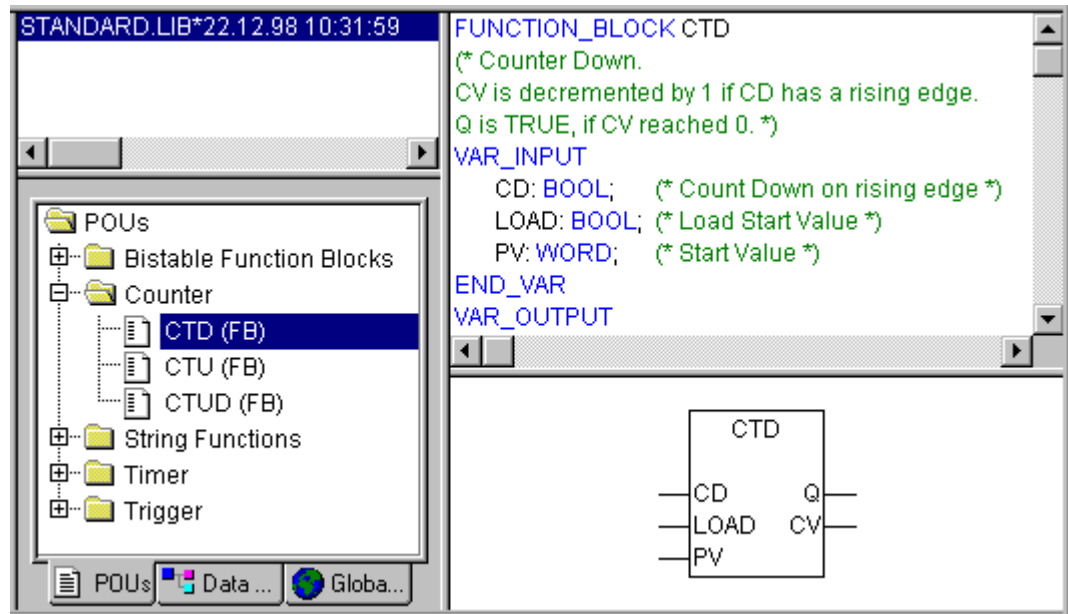 STANDARD.LIB*22.12.98 10:31:59
POUs
Bistable Function Blocks
Counter
CTD (FB)
CTU (FB)
CTUD (FB)
String Functions
Timer
Trigger
POUs Data ... Globa...
FUNCTION_BLOCK CTD
(* Counter Down.
CV is decremented by 1 if CD has a rising edge.
Q is TRUE, if CV reached 0. *)
VAR_INPUT
CD: BOOL; (* Count Down on rising edge *)
LOAD: BOOL; (* Load Start Value *)
PV: WORD; (* Start Value *)
END_VAR
VAR_OUTPUT
CTD
CD Q
LOAD CV
PV